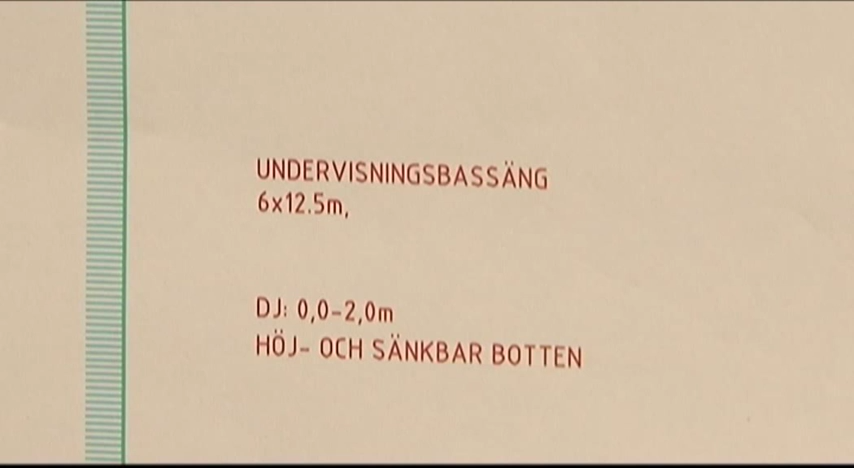 UNDERVISNINGSBASSÄNG
6x12.5m,
DJ: 0,0-2,0m
HÖJ- OCH SÄNKBAR BOTTEN